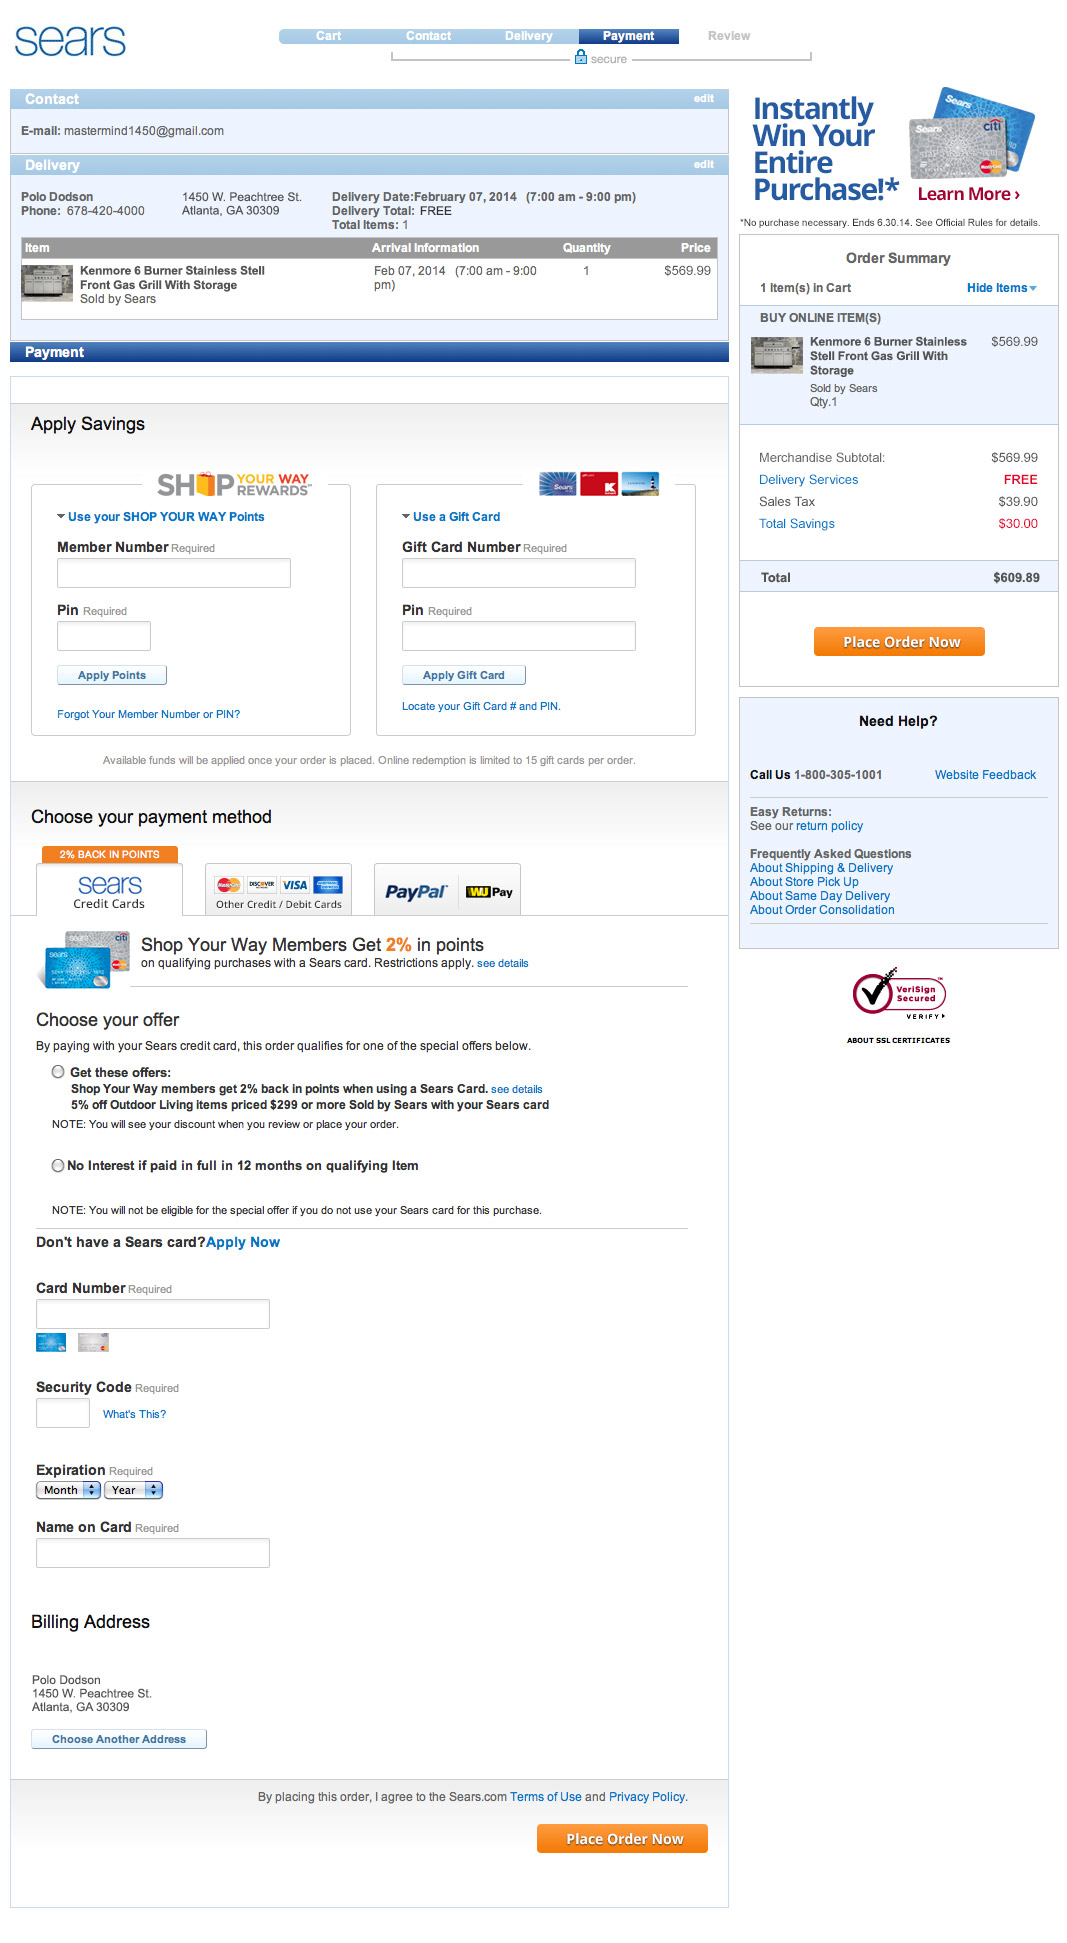 sears
Cart Contact Delivery Payment Review
secure
Contact edit
E-mail: mastermind1450@gmail.com
Delivery edit
Polo Dodson 1450 W. Peachtree St. Delivery Date:February 07, 2014 (7:00 am - 9:00 pm)
Phone: 678-420-4000 Atlanta, GA 30309 Delivery Total: FREE
Total Items: 1
Item Arrival Information Quantity Price
Kenmore 6 Burner Stainless Stell Feb 07, 2014 (7:00 am - 9:00 1 $569.99
Front Gas Grill With Storage pm)
Sold by Sears
Payment
Apply Savings
SHOP YOUR WAY
REWARDS
Sears K
Use your SHOP YOUR WAY Points
Member Number Required
Pin Required
Apply Points
Forgot Your Member Number or PIN?
Use a Gift Card
Gift Card Number Required
Pin Required
Apply Gift Card
Locate your Gift Card # and PIN.
Available funds will be applied once your order is placed. Online redemption is limited to 15 gift cards per order.
Choose your payment method
2% BACK IN POINTS
sears
Credit Cards
MasterCard DISCOVER VISA
Other Credit / Debit Cards
PayPal WU Pay
sears citi
Shop Your Way Members Get 2% in points
on qualifying purchases with a Sears card. Restrictions apply. see details
Choose your offer
By paying with your Sears credit card, this order qualifies for one of the special offers below.
Get these offers:
Shop Your Way members get 2% back in points when using a Sears Card. see details
5% off Outdoor Living items priced $299 or more Sold by Sears with your Sears card
NOTE: You will see your discount when you review or place your order.
No Interest if paid in full in 12 months on qualifying Item
NOTE: You will not be eligible for the special offer if you do not use your Sears card for this purchase.
Don't have a Sears card?Apply Now
Card Number Required
Security Code Required
What's This?
Expiration Required
Month Year
Name on Card Required
Billing Address
Polo Dodson
1450 W. Peachtree St.
Atlanta, GA 30309
Choose Another Address
By placing this order, I agree to the Sears.com Terms of Use and Privacy Policy.
Place Order Now
Instantly
Win Your
Entire
Purchase!*
Sears
Sears citi
MasterCard
Learn More ›
*No purchase necessary. Ends 6.30.14. See Official Rules for details.
Order Summary
1 Item(s) in Cart Hide Items
BUY ONLINE ITEM(S)
Kenmore 6 Burner Stainless $569.99
Stell Front Gas Grill With
Storage
Sold by Sears
Qty.1
Merchandise Subtotal: $569.99
Delivery Services FREE
Sales Tax $39.90
Total Savings $30.00
Total $609.89
Place Order Now
Need Help?
Call Us 1-800-305-1001 Website Feedback
Easy Returns:
See our return policy
Frequently Asked Questions
About Shipping & Delivery
About Store Pick Up
About Same Day Delivery
About Order Consolidation
VeriSign
Secured
VERIFY
ABOUT SSL CERTIFICATES